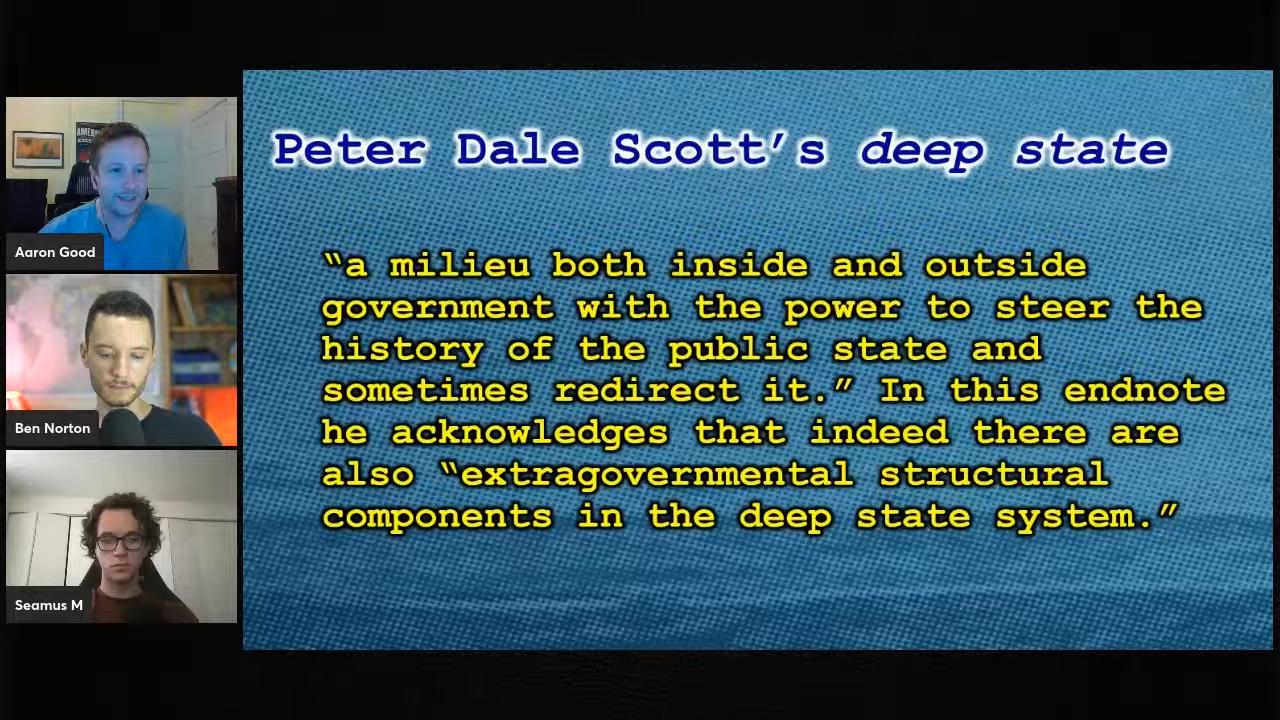 Peter Dale Scott’s deep state
“a milieu both inside and outside
government with the power to steer the
history of the public state and
sometimes redirect it.” In this endnote
he acknowledges that indeed there are
also “extragovernmental structural
components in the deep state system.”
Aaron Good
Ben Norton
Seamus M